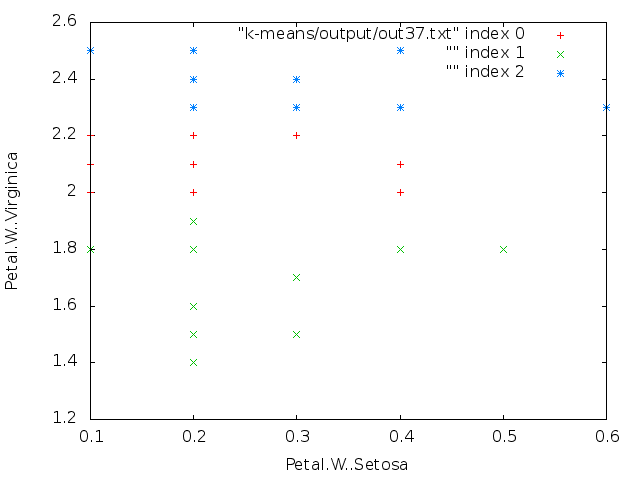 "k-means/output/out37.txt" index 0
"" index 1
"" index 2
2.6
2.4
2.2
2
1.8
1.6
1.4
1.2
0.1 0.2 0.3 0.4 0.5 0.6
Petal.W..Virginica
Petal.W..Setosa